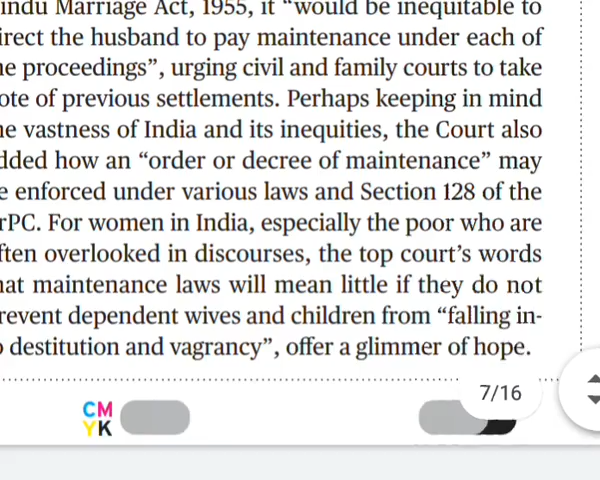 indu Marriage Act, 1955, it “would be inequitable to
irect the husband to pay maintenance under each of
he proceedings”, urging civil and family courts to take
ote of previous settlements. Perhaps keeping in mind
he vastness of India and its inequities, the Court also
dded how an “order or decree of maintenance” may
e enforced under various laws and Section 128 of the
rPC. For women in India, especially the poor who are
ften overlooked in discourses, the top court’s words
hat maintenance laws will mean little if they do not
revent dependent wives and children from “falling in-
o destitution and vagrancy”, offer a glimmer of hope.
7/16
CM
YK